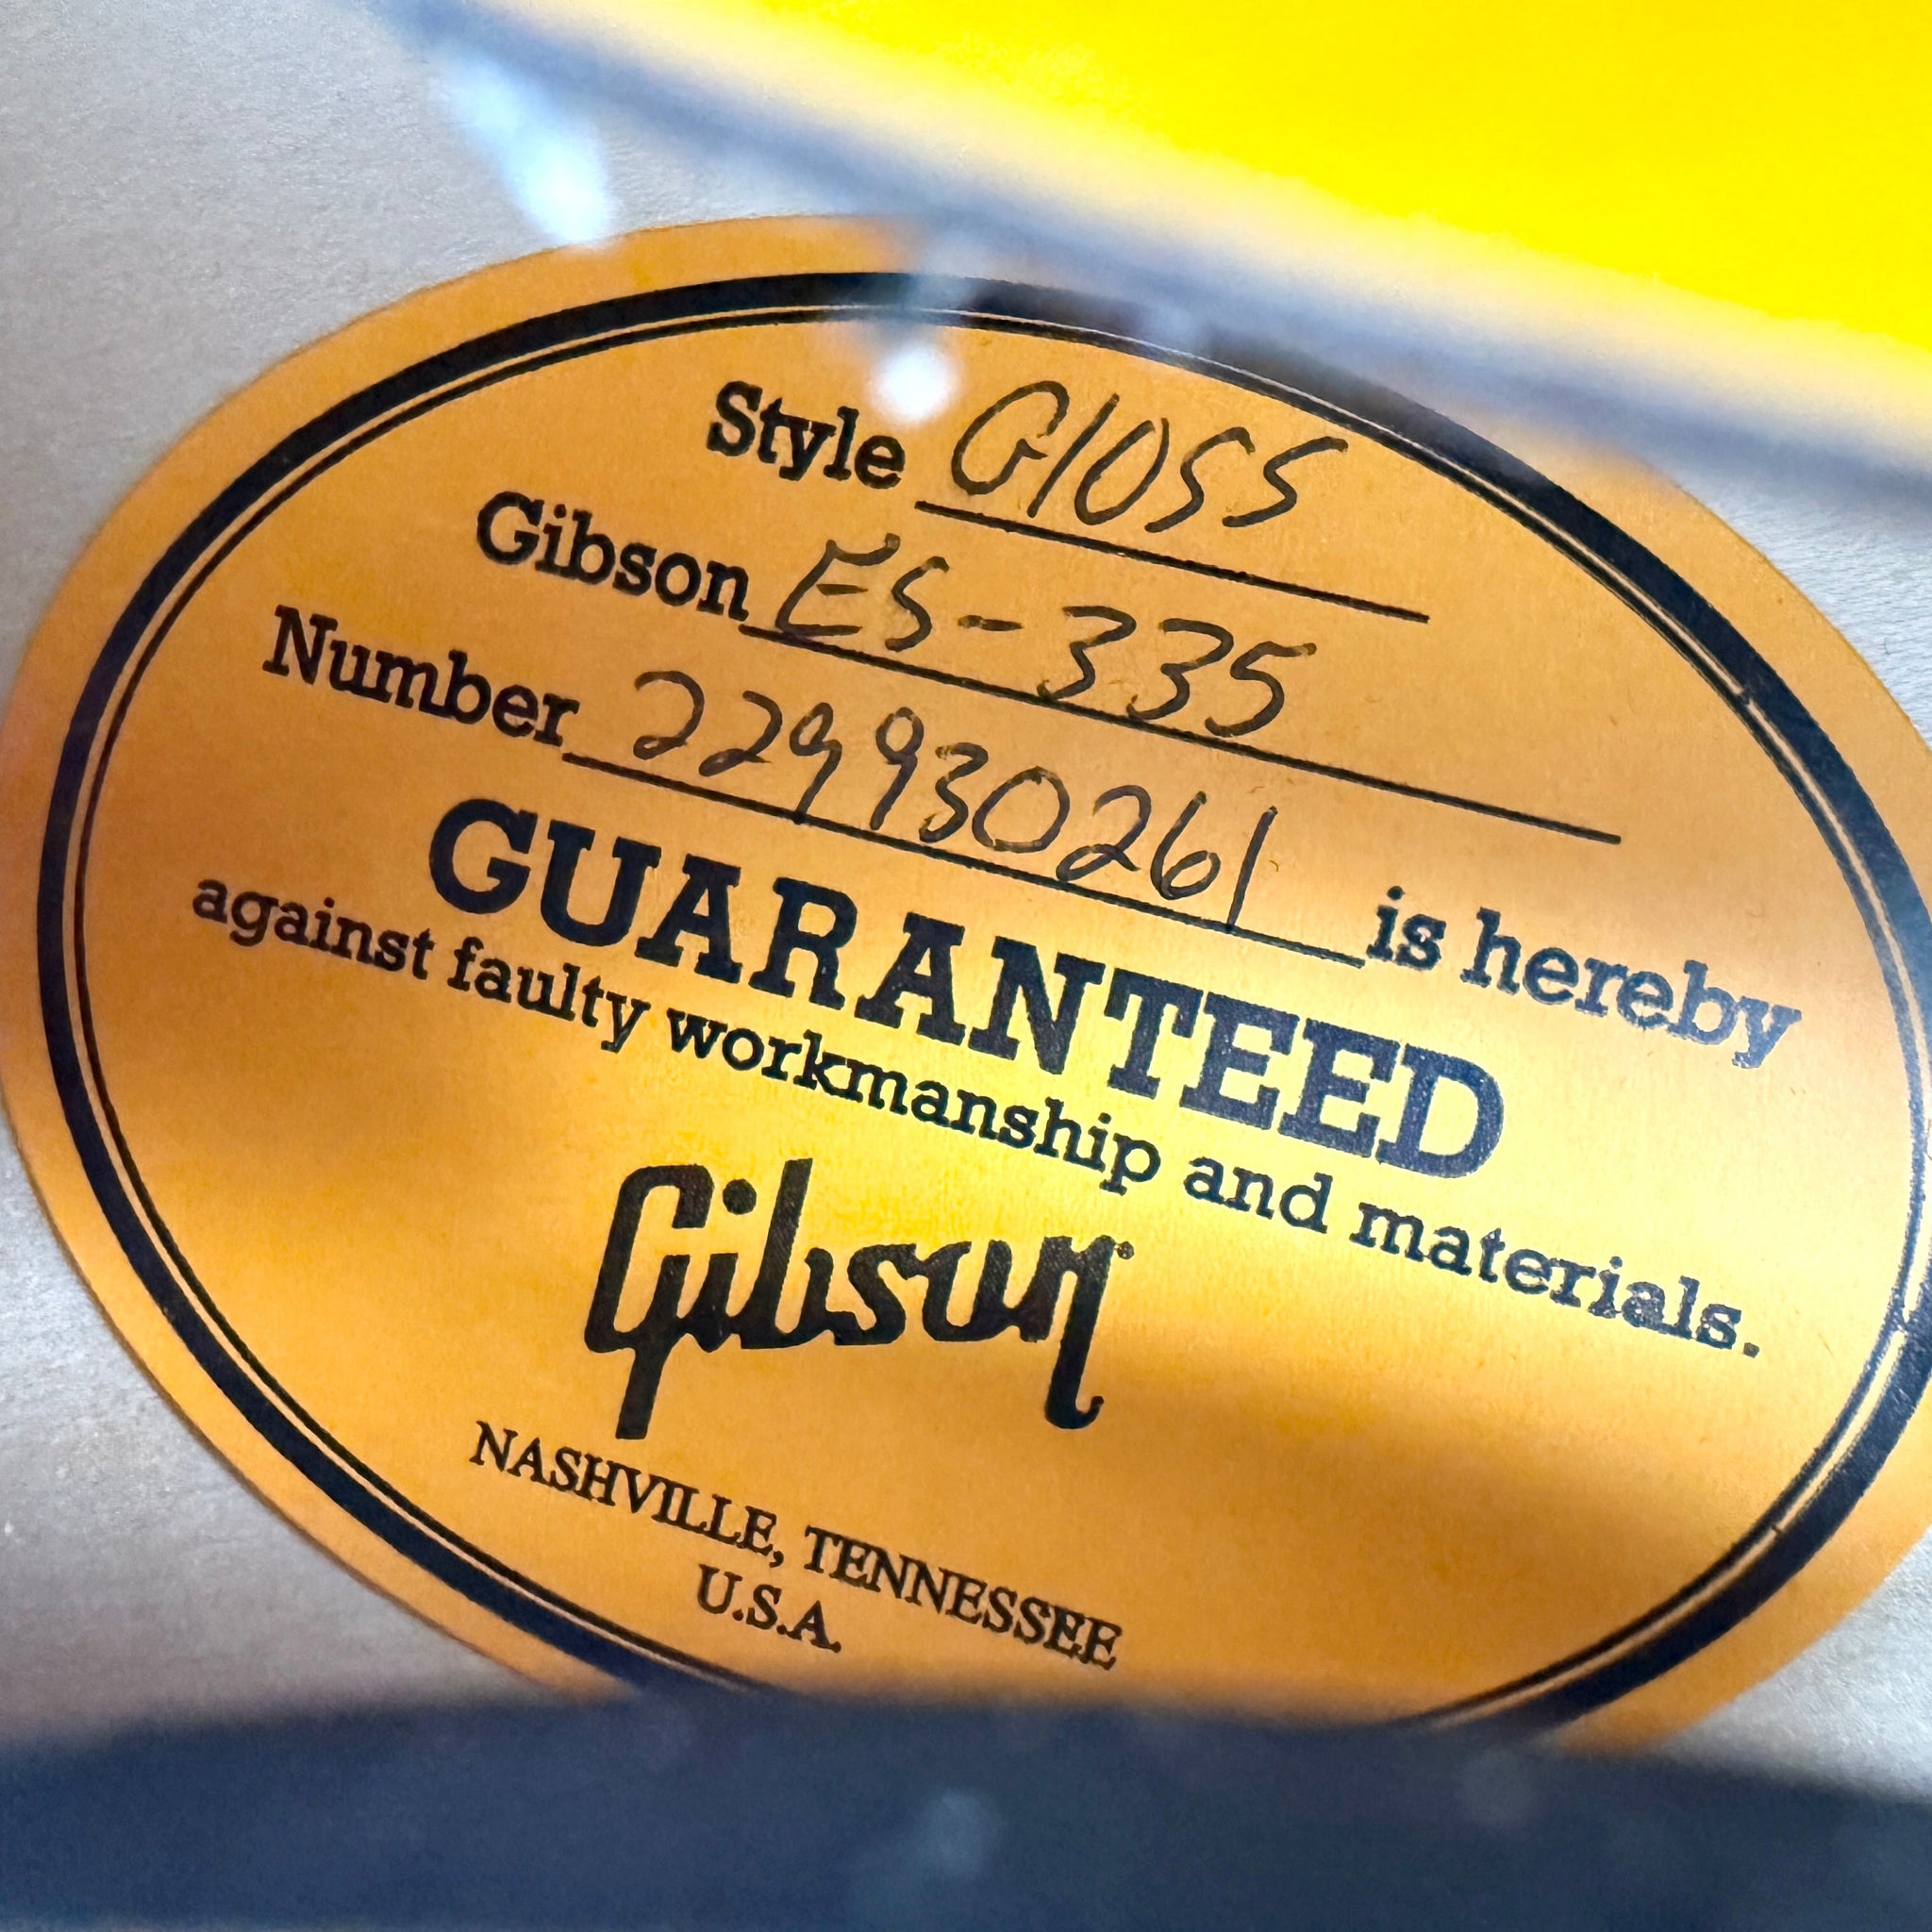 Style Gloss
Gibson ES-335
Number 229930261 is hereby
GUARANTEED
against faulty workmanship and materials.
Gibson
NASHVILLE, TENNESSEE
U.S.A.